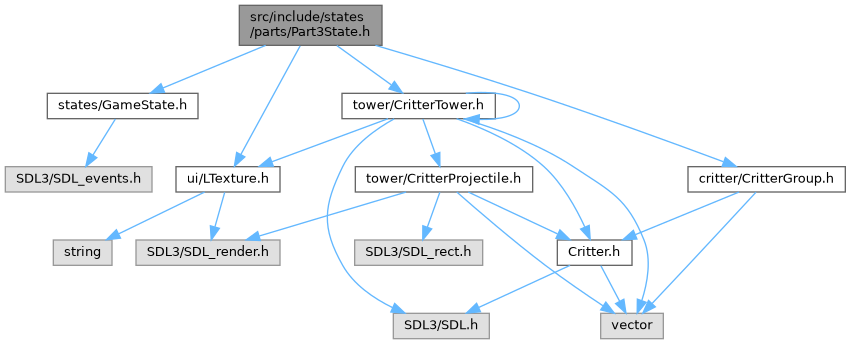 src/include/states
/parts/Part3State.h
states/GameState.h
tower/CritterTower.h
SDL3/SDL_events.h
ui/LTexture.h
tower/CritterProjectile.h
critter/CritterGroup.h
string
SDL3/SDL_render.h
SDL3/SDL_rect.h
Critter.h
SDL3/SDL.h
vector